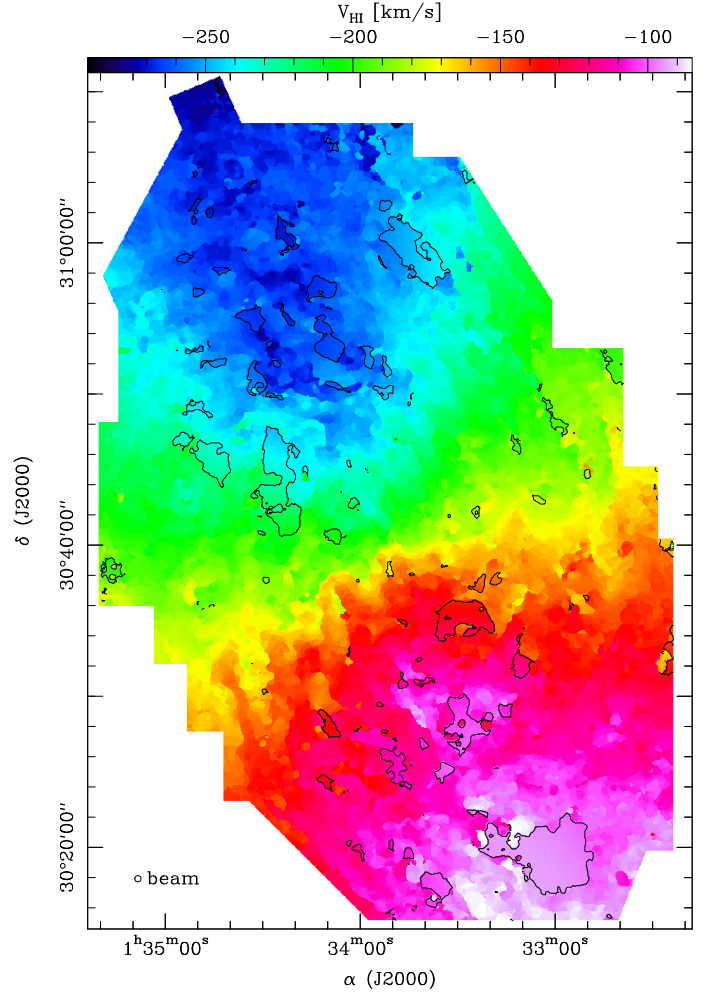 V_HI [km/s]
−250 −200 −150 −100
31°00′00″
30°40′00″
30°20′00″
δ (J2000)
beam
1ʰ35ᵐ00ˢ 34ᵐ00ˢ 33ᵐ00ˢ
α (J2000)